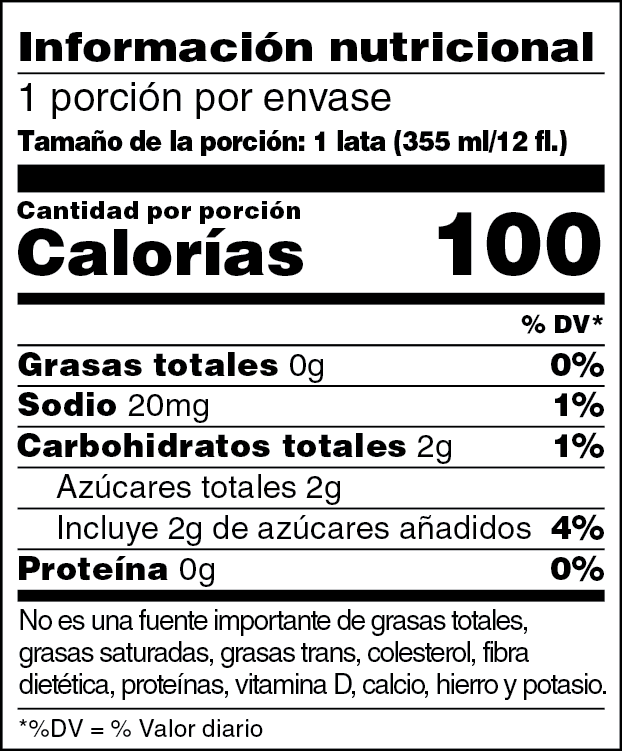 Información nutricional
1 porción por envase
Tamaño de la porción: 1 lata (355 ml/12 fl.)
Cantidad por porción
Calorías 100
% DV*
Grasas totales 0g 0%
Sodio 20mg 1%
Carbohidratos totales 2g 1%
Azúcares totales 2g
Incluye 2g de azúcares añadidos 4%
Proteína 0g 0%
No es una fuente importante de grasas totales,
grasas saturadas, grasas trans, colesterol, fibra
dietética, proteínas, vitamina D, calcio, hierro y potasio.
*%DV = % Valor diario